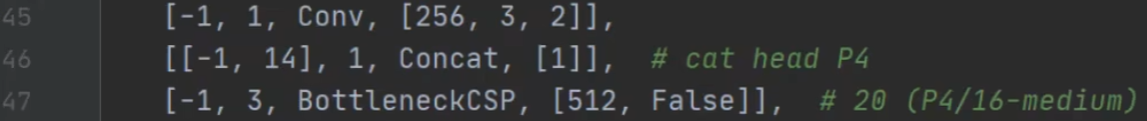 45 [-1, 1, Conv, [256, 3, 2]],
46 [[-1, 14], 1, Concat, [1]], # cat head P4
47 [-1, 3, BottleneckCSP, [512, False]], # 20 (P4/16-medium)